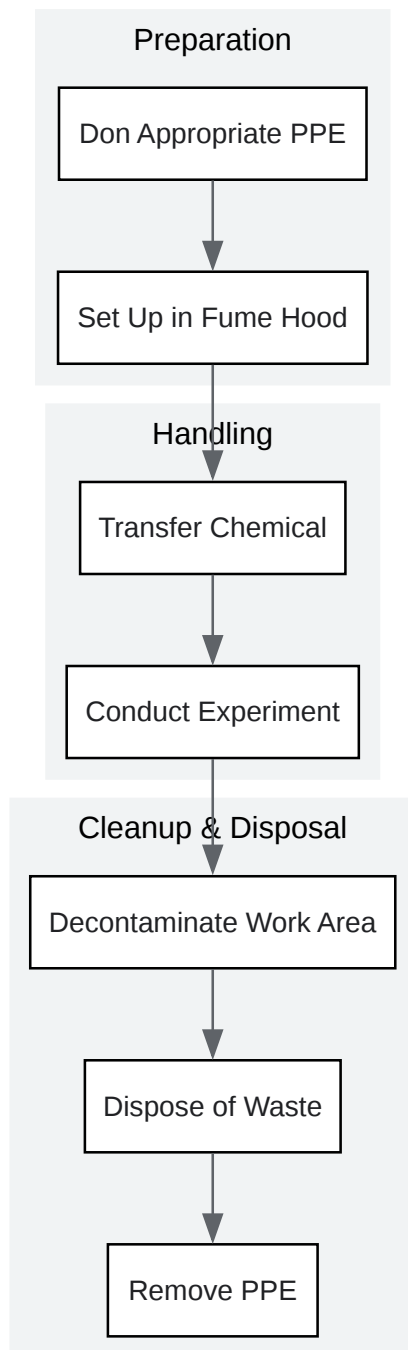 Preparation
Don Appropriate PPE
Set Up in Fume Hood
Handling
Transfer Chemical
Conduct Experiment
Cleanup & Disposal
Decontaminate Work Area
Dispose of Waste
Remove PPE